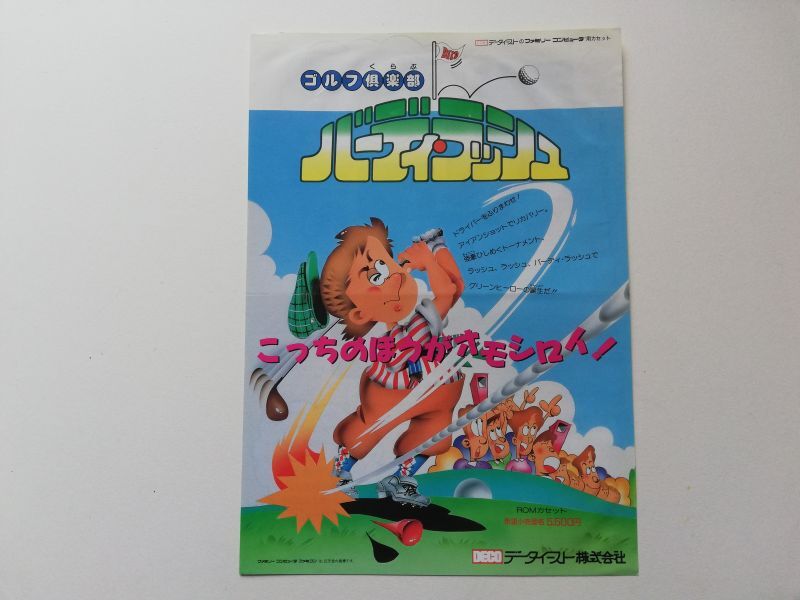 DECO データイーストのファミリーコンピュータ用カセット
くらぶ
ゴルフ倶楽部
DECO
バーディ・ラッシュ
ドライバーをふりまわせ！
アイアンショットでリカバリー。
強豪ひしめくトーナメント。
ラッシュ、ラッシュ、バーディ・ラッシュで
グリーンヒーローの誕生だ!!
こっちのほうがオモシロイ！
ROMカセット
希望小売価格 5,500円
DECO データイースト株式会社